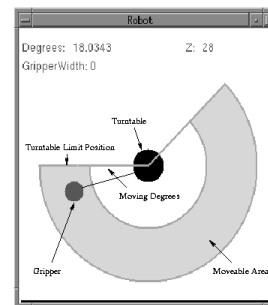 Robot
Degrees: 18.0343 Z: 28
GripperWidth: 0
Turntable
Turntable Limit Position
Moving Degrees
Gripper
Moveable Area